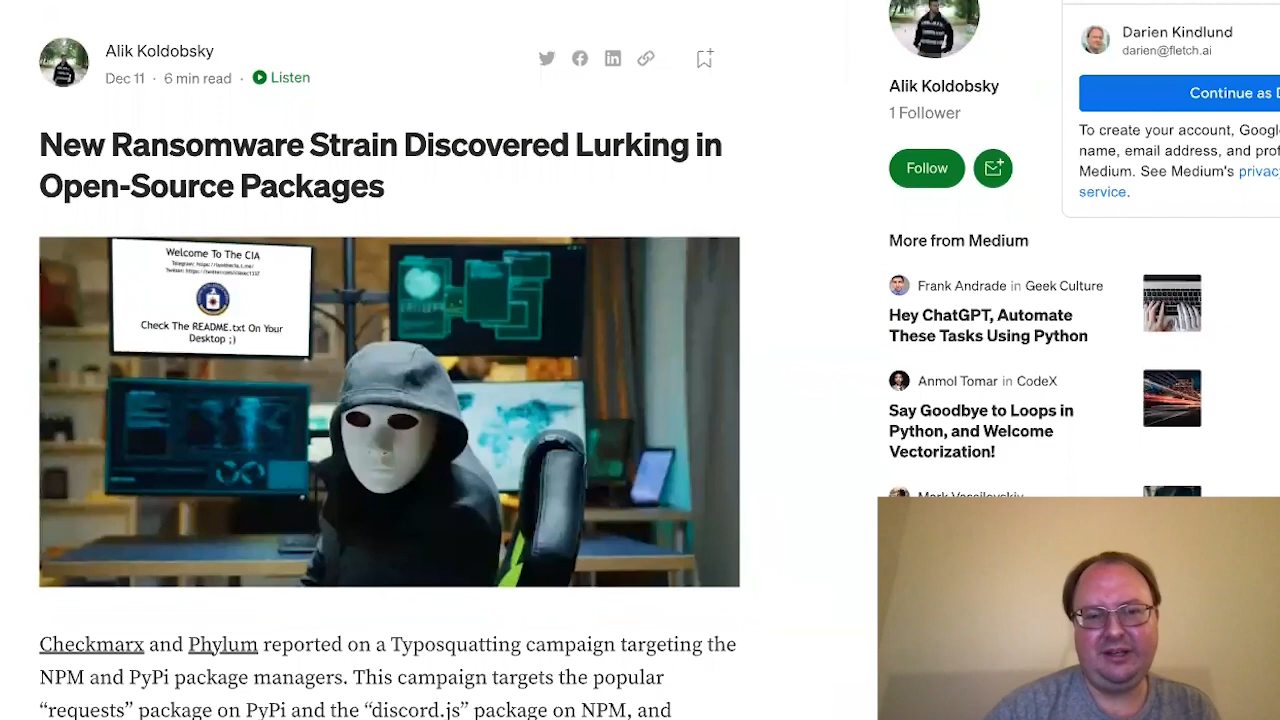 Alik Koldobsky
Dec 11 · 6 min read · Listen
New Ransomware Strain Discovered Lurking in
Open-Source Packages
Welcome To The CIA
Check The README.txt On Your
Desktop ;)
Checkmarx and Phylum reported on a Typosquatting campaign targeting the
NPM and PyPi package managers. This campaign targets the popular
“requests” package on PyPi and the “discord.js” package on NPM, and
Alik Koldobsky
1 Follower
Follow
More from Medium
Frank Andrade in Geek Culture
Hey ChatGPT, Automate
These Tasks Using Python
Anmol Tomar in CodeX
Say Goodbye to Loops in
Python, and Welcome
Vectorization!
Darien Kindlund
darien@fletch.ai
Continue as D
To create your account, Google
name, email address, and prof
Medium. See Medium's privacy
service.